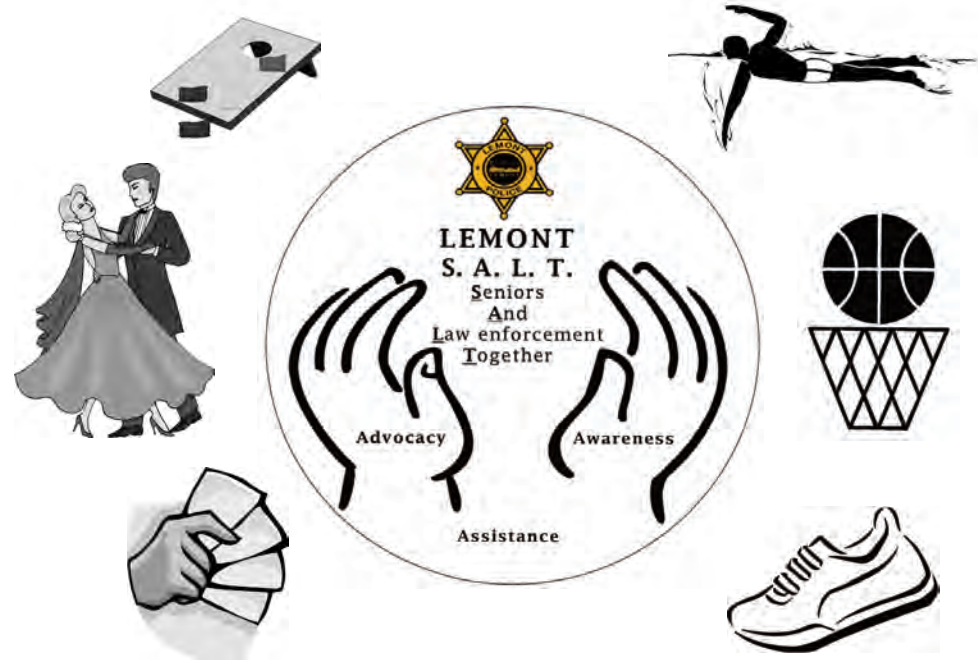 LEMONT
POLICE
LEMONT
S. A. L. T.
Seniors
And
Law enforcement
Together
Advocacy
Awareness
Assistance